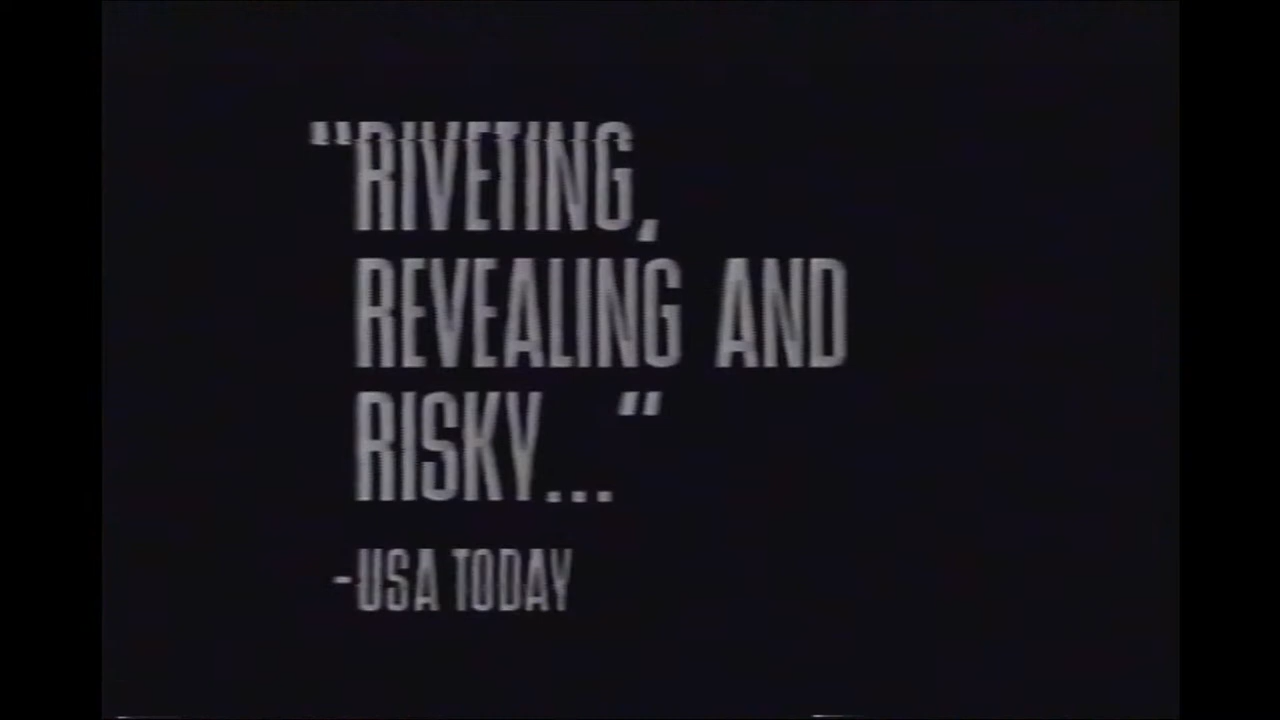 "RIVETING,
REVEALING AND
RISKY..."
-USA TODAY